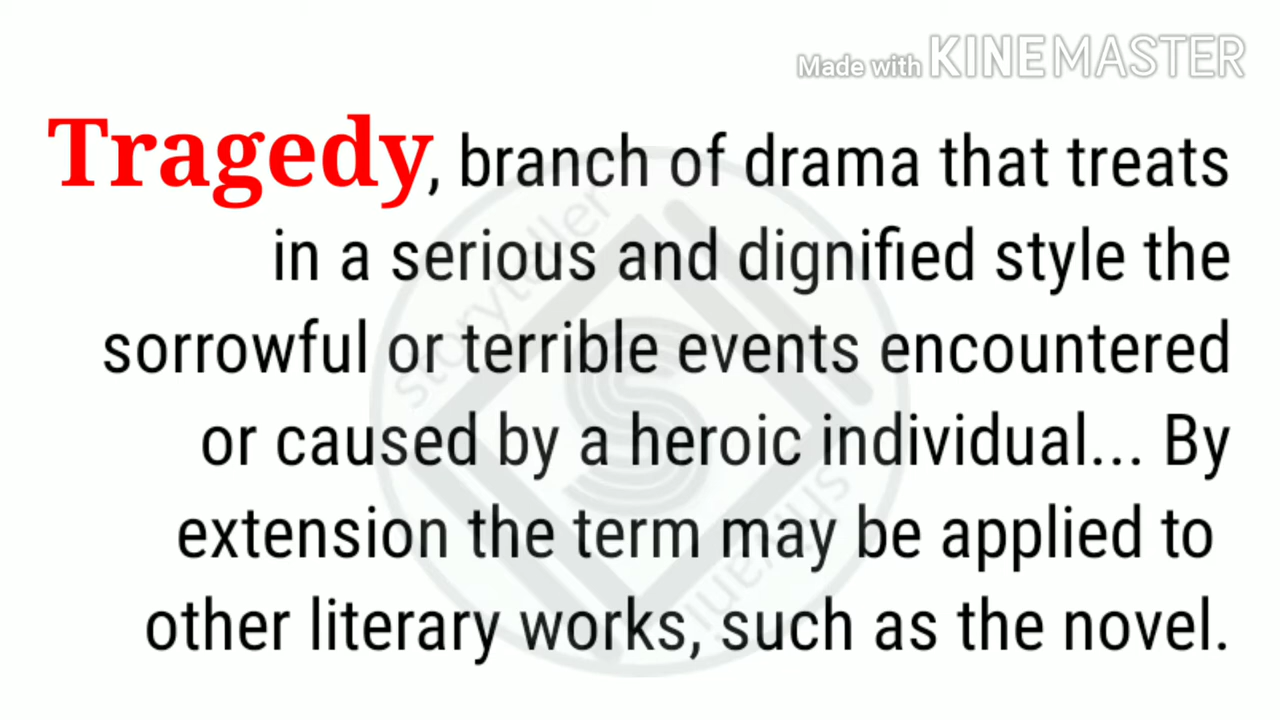 Made with KINEMASTER
Tragedy, branch of drama that treats
in a serious and dignified style the
sorrowful or terrible events encountered
or caused by a heroic individual... By
extension the term may be applied to
other literary works, such as the novel.
storyteller
shivani